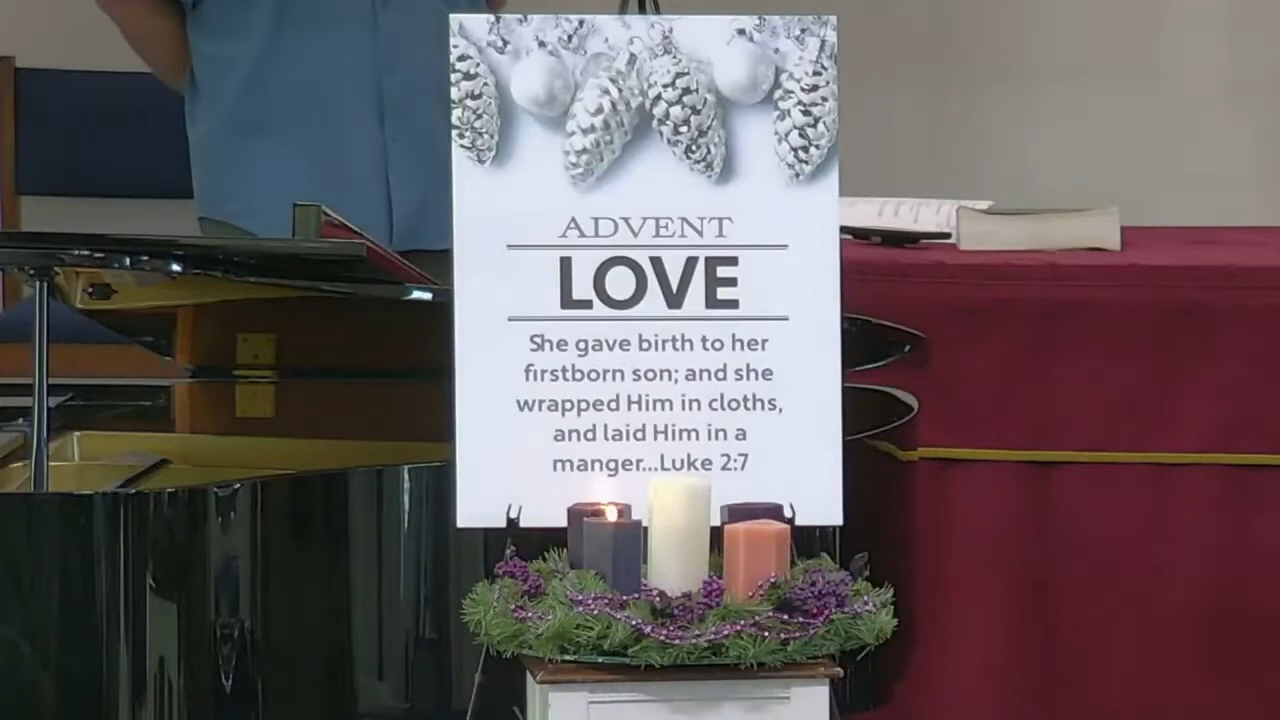 ADVENT
LOVE
She gave birth to her
firstborn son; and she
wrapped Him in cloths,
and laid Him in a
manger...Luke 2:7